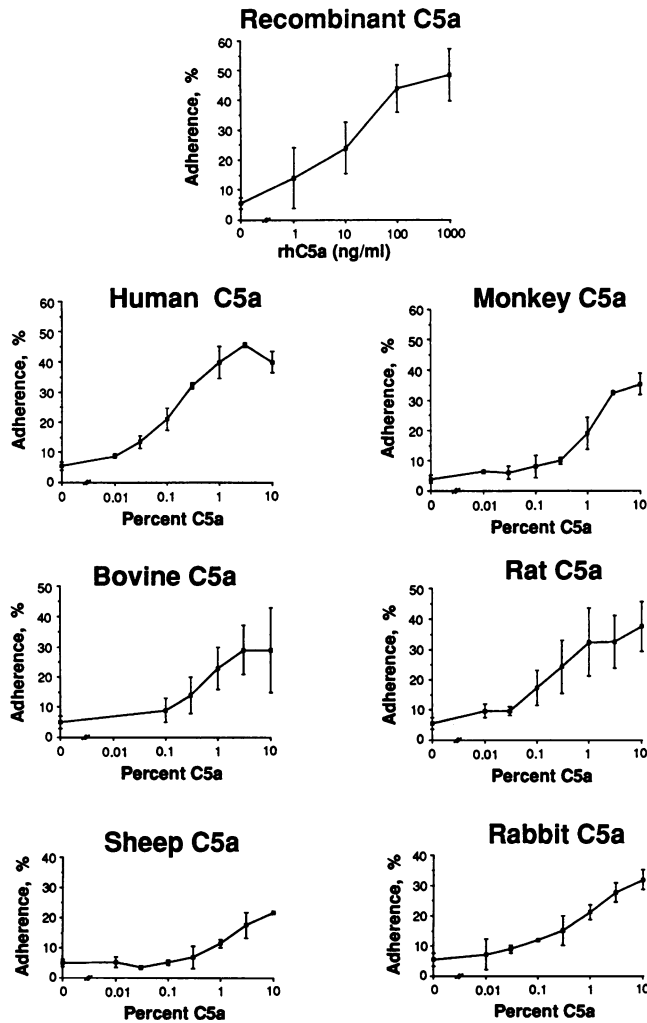 Recombinant C5a
Adherence, %
60
50
40
30
20
10
0
0 1 10 100 1000
rhC5a (ng/ml)
Human C5a
Adherence, %
60
50
40
30
20
10
0
0 0.01 0.1 1 10
Percent C5a
Monkey C5a
Adherence, %
60
50
40
30
20
10
0
0 0.01 0.1 1 10
Percent C5a
Bovine C5a
Adherence, %
50
40
30
20
10
0
0 0.01 0.1 1 10
Percent C5a
Rat C5a
Adherence, %
50
40
30
20
10
0
0 0.01 0.1 1 10
Percent C5a
Sheep C5a
Adherence, %
40
30
20
10
0
0 0.01 0.1 1 10
Percent C5a
Rabbit C5a
Adherence, %
40
30
20
10
0
0 0.01 0.1 1 10
Percent C5a